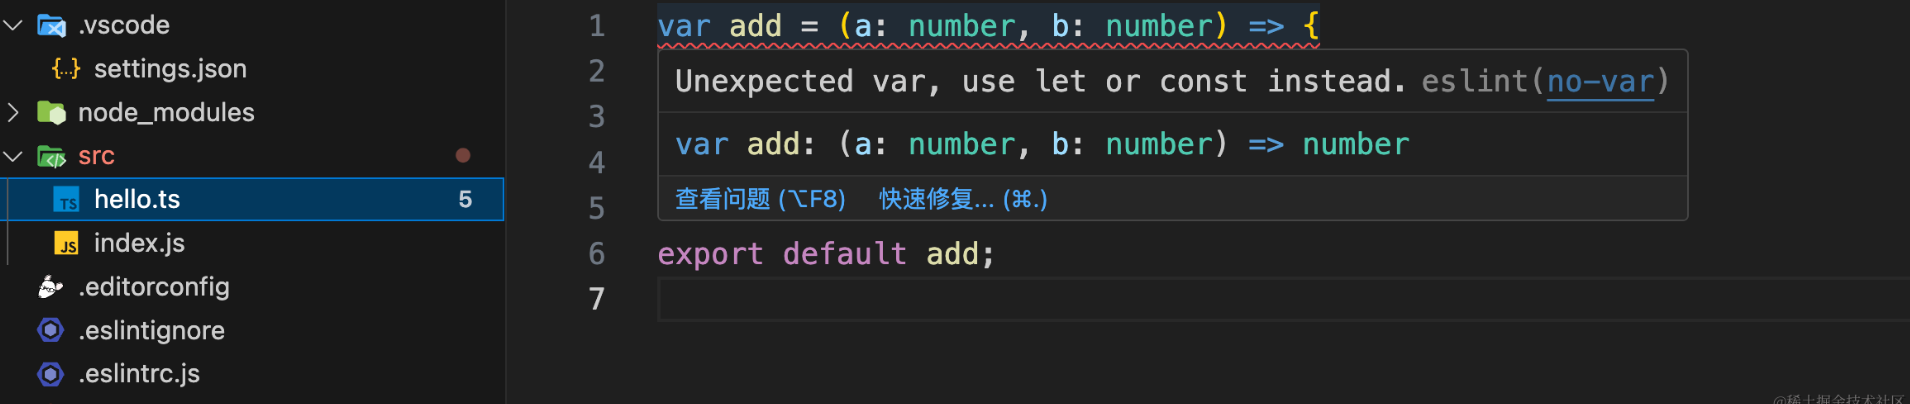 .vscode
settings.json
node_modules
src
hello.ts 5
index.js
.editorconfig
.eslintignore
.eslintrc.js
1 var add = (a: number, b: number) => {
2
Unexpected var, use let or const instead. eslint(no-var)
3
var add: (a: number, b: number) => number
4
查看问题 (⌥F8) 快速修复... (⌘.)
5
6 export default add;
7
@稀土掘金技术社区